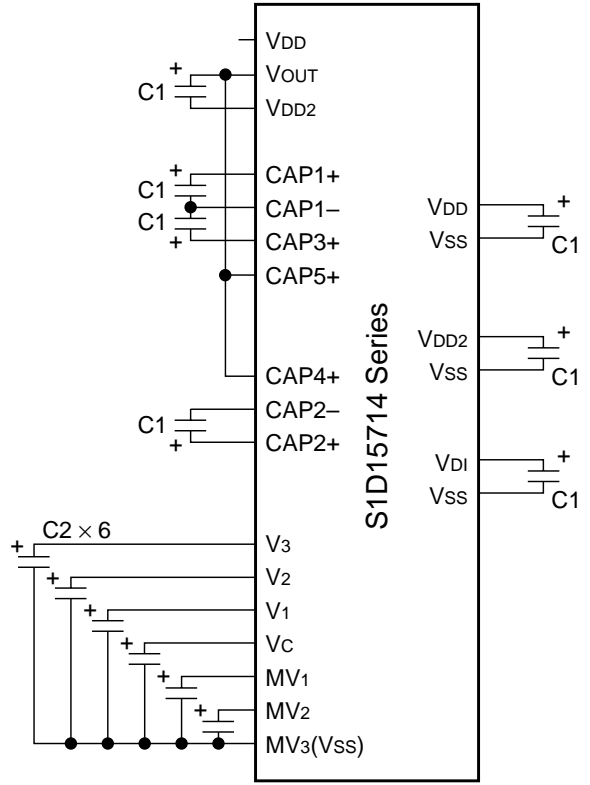 VDD
+
VOUT
C1
VDD2
+
CAP1+
C1
CAP1–
C1
+
CAP3+
CAP5+
CAP4+
CAP2–
C1
+
CAP2+
C2 × 6
+
V3
+
V2
+
V1
+
VC
+
MV1
+
MV2
MV3(VSS)
S1D15714 Series
VDD
+
VSS
C1
VDD2
+
VSS
C1
VDI
+
VSS
C1